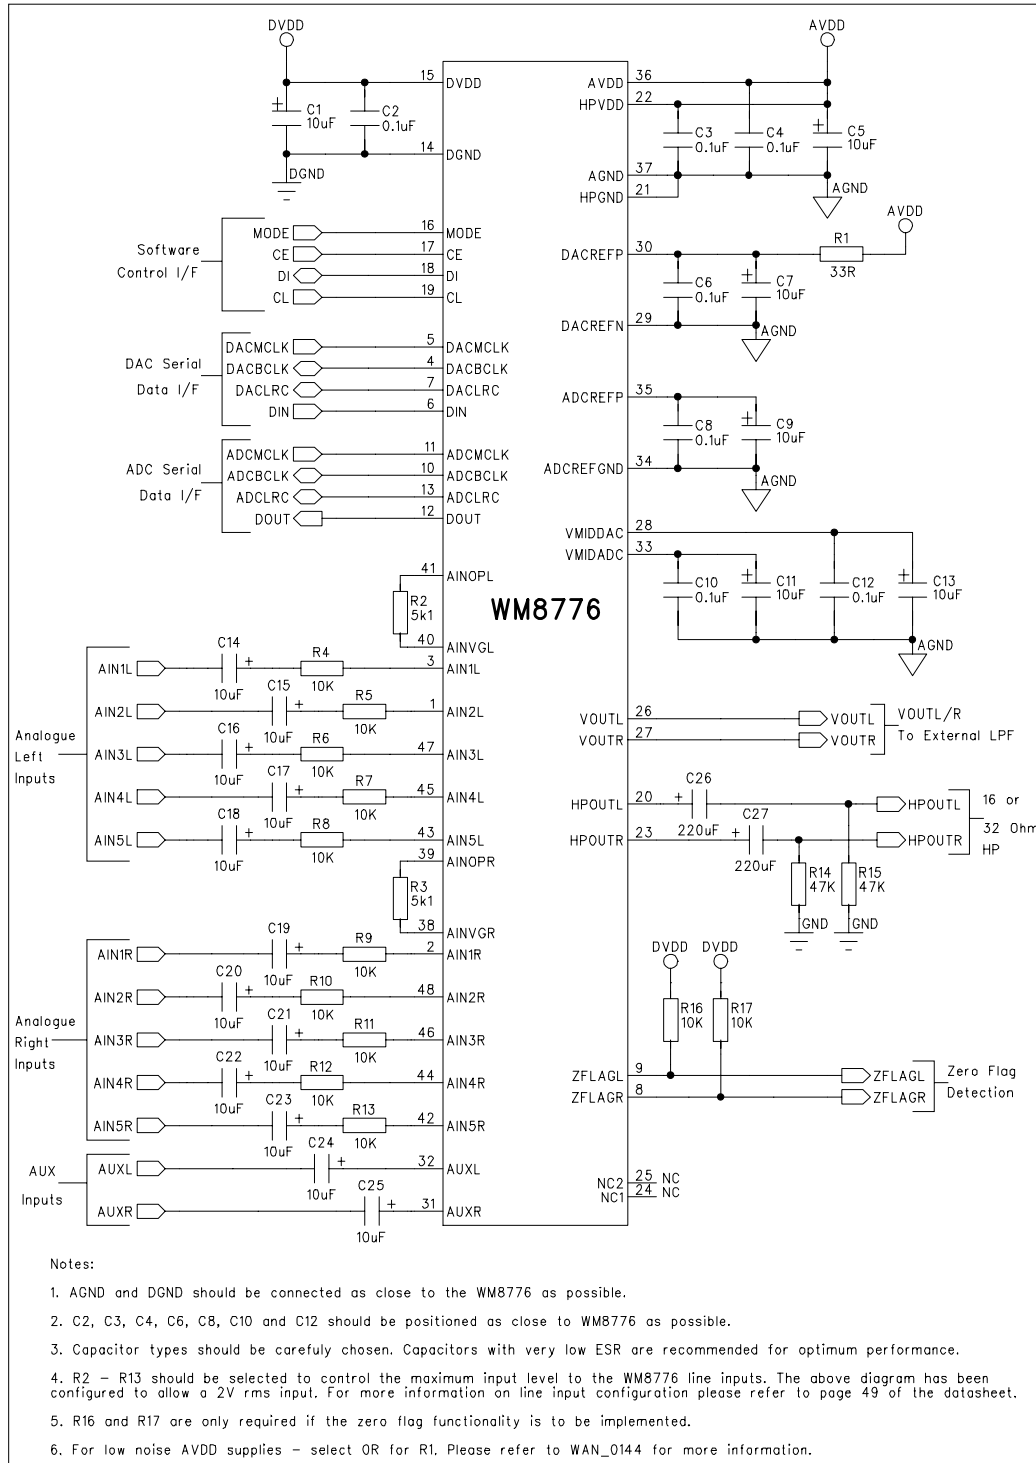 DVDD
AVDD
15 DVDD
C1
10uF
C2
0.1uF
14 DGND
DGND
AVDD 36
HPVDD 22
C3
0.1uF
C4
0.1uF
C5
10uF
AGND 37
HPGND 21
AGND
Software
Control I/F
MODE 16 MODE
CE 17 CE
DI 18 DI
CL 19 CL
AVDD
DACREFP 30
R1
33R
C6
0.1uF
C7
10uF
DACREFN 29
AGND
DAC Serial
Data I/F
DACMCLK 5 DACMCLK
DACBCLK 4 DACBCLK
DACLRC 7 DACLRC
DIN 6 DIN
ADCREFP 35
C8
0.1uF
C9
10uF
ADCREFGND 34
AGND
ADC Serial
Data I/F
ADCMCLK 11 ADCMCLK
ADCBCLK 10 ADCBCLK
ADCLRC 13 ADCLRC
DOUT 12 DOUT
VMIDDAC 28
VMIDADC 33
C10
0.1uF
C11
10uF
C12
0.1uF
C13
10uF
AGND
WM8776
41 AINOPL
R2
5k1
40 AINVGL
Analogue
Left
Inputs
AIN1L C14 10uF R4 10K 3 AIN1L
AIN2L C15 10uF R5 10K 1 AIN2L
AIN3L C16 10uF R6 10K 47 AIN3L
AIN4L C17 10uF R7 10K 45 AIN4L
AIN5L C18 10uF R8 10K 43 AIN5L
39 AINOPR
R3
5k1
38 AINVGR
VOUTL 26 VOUTL
VOUTR 27 VOUTR
VOUTL/R
To External LPF
HPOUTL 20 C26 220uF HPOUTL
HPOUTR 23 C27 220uF HPOUTR
16 or
32 Ohm
HP
R14
47K
R15
47K
GND
GND
Analogue
Right
Inputs
AIN1R C19 10uF R9 10K 2 AIN1R
AIN2R C20 10uF R10 10K 48 AIN2R
AIN3R C21 10uF R11 10K 46 AIN3R
AIN4R C22 10uF R12 10K 44 AIN4R
AIN5R C23 10uF R13 10K 42 AIN5R
AUX
Inputs
AUXL C24 10uF 32 AUXL
AUXR C25 10uF 31 AUXR
DVDD
DVDD
R16
10K
R17
10K
ZFLAGL 9 ZFLAGL
ZFLAGR 8 ZFLAGR
Zero Flag
Detection
NC2 25 NC
NC1 24 NC
Notes:
1. AGND and DGND should be connected as close to the WM8776 as possible.
2. C2, C3, C4, C6, C8, C10 and C12 should be positioned as close to WM8776 as possible.
3. Capacitor types should be carefuly chosen. Capacitors with very low ESR are recommended for optimum performance.
4. R2 – R13 should be selected to control the maximum input level to the WM8776 line inputs. The above diagram has been
configured to allow a 2V rms input. For more information on line input configuration please refer to page 49 of the datasheet.
5. R16 and R17 are only required if the zero flag functionality is to be implemented.
6. For low noise AVDD supplies – select 0R for R1. Please refer to WAN_0144 for more information.